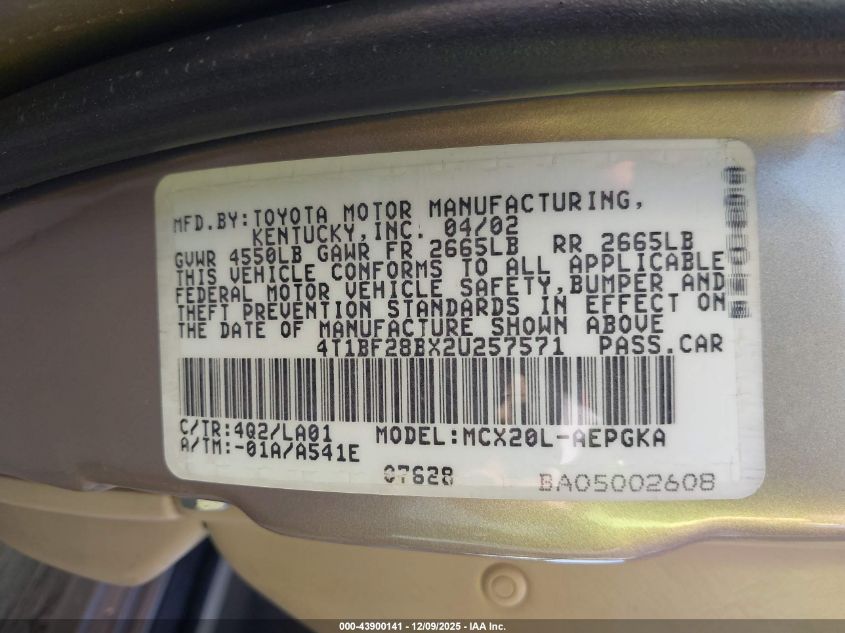 MFD.BY:TOYOTA MOTOR MANUFACTURING,
KENTUCKY,INC. 04/02
GVWR 4550LB GAWR FR 2665LB RR 2665LB
THIS VEHICLE CONFORMS TO ALL APPLICABLE
FEDERAL MOTOR VEHICLE SAFETY,BUMPER AND
THEFT PREVENTION STANDARDS IN EFFECT ON
THE DATE OF MANUFACTURE SHOWN ABOVE
4T1BF28BX2U257571 PASS.CAR
C/TR:4Q2/LA01 MODEL:MCX20L-AEPGKA
A/TM:-01A/A541E
07628 BA05002608
000-43900141 - 12/09/2025 - IAA Inc.